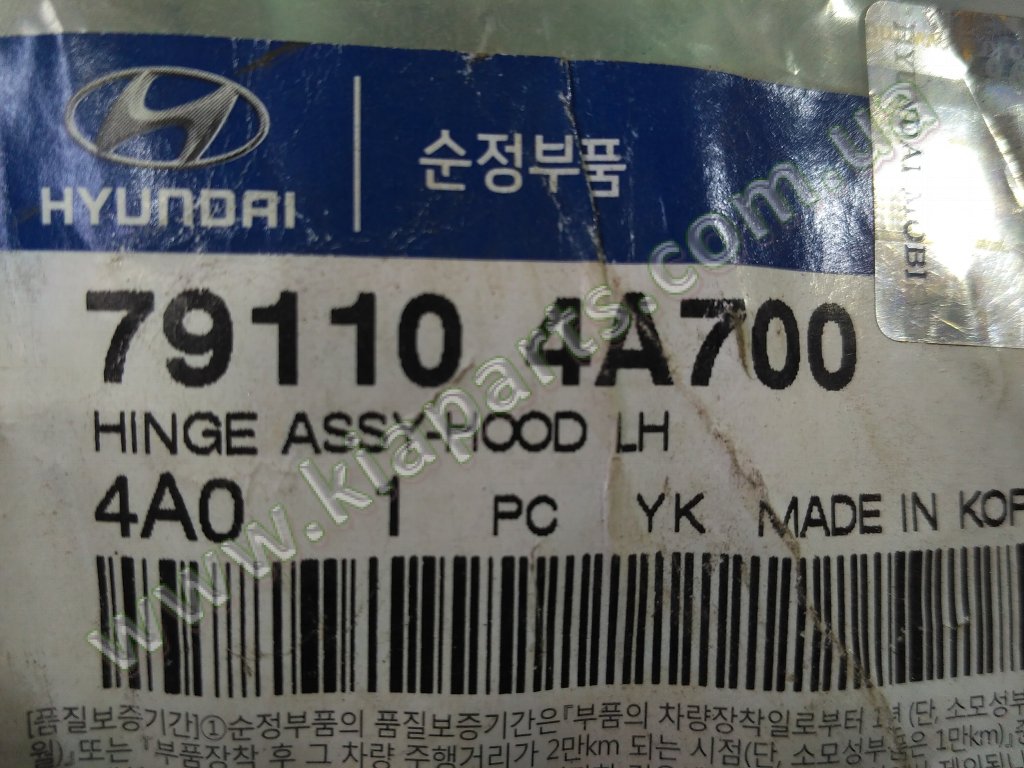 HYUNDAI
순정부품
HYUNDAI MOBI
79110 4A700
HINGE ASSY-HOOD LH
4A0 1 PC YK MADE IN KOR
www.kiaparts.com.ua
[품질보증기간]①순정부품의 품질보증기간은『부품의 차량장착일로부터 1년(단, 소모성부
월』또는 『부품장착 후 그 차량 주행거리가 2만km 되는 시점(단, 소모성부품은 1만km)』